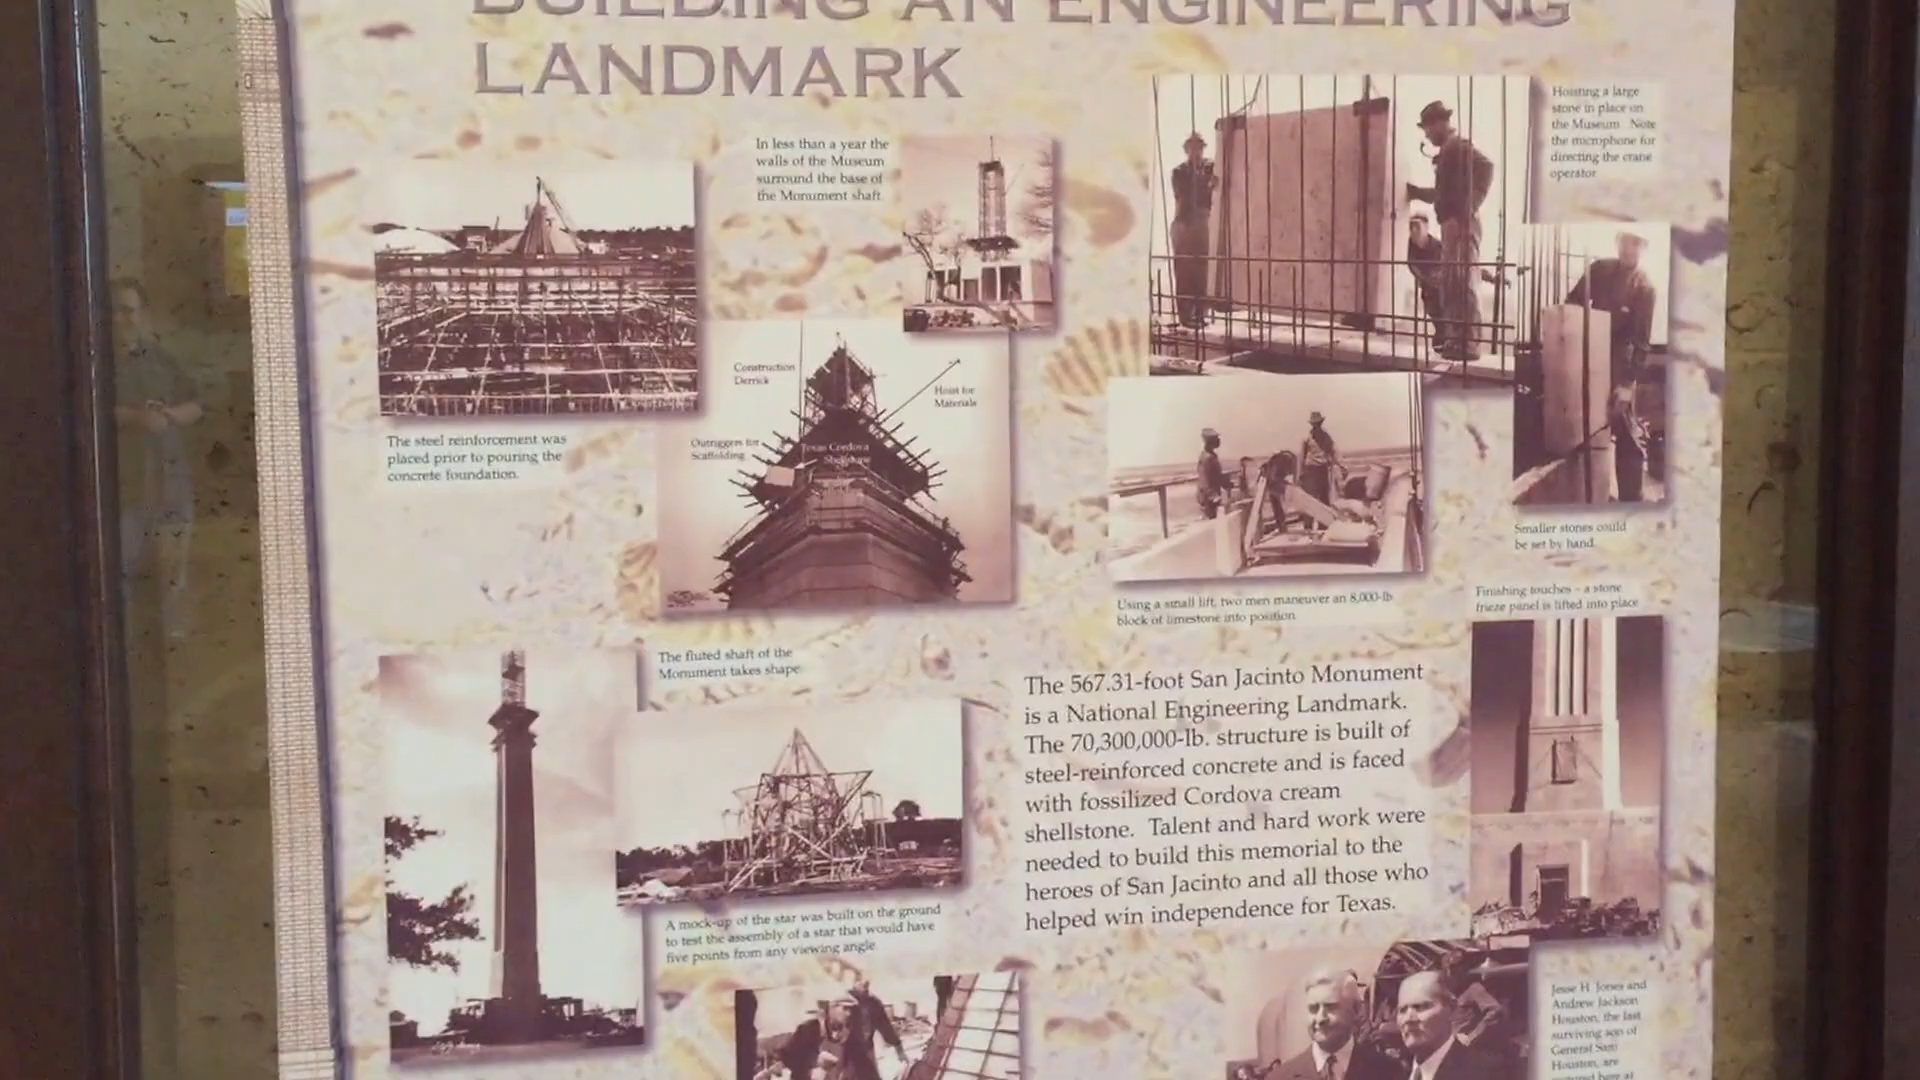 BUILDING AN ENGINEERING
LANDMARK
In less than a year the
walls of the Museum
surround the base of
the Monument shaft
Hoisting a large
stone in place on
the Museum. Note
the microphone for
directing the crane
operator
The steel reinforcement was
placed prior to pouring the
concrete foundation.
Construction
Derrick
Hoist for
Materials
Outriggers for
Scaffolding
Texas Cordova
Shellstone
Smaller stones could
be set by hand.
Using a small lift, two men maneuver an 8,000-lb
block of limestone into position
Finishing touches - a stone
frieze panel is lifted into place
The fluted shaft of the
Monument takes shape
A mock-up of the star was built on the ground
to test the assembly of a star that would have
five points from any viewing angle.
The 567.31-foot San Jacinto Monument
is a National Engineering Landmark.
The 70,300,000-lb. structure is built of
steel-reinforced concrete and is faced
with fossilized Cordova cream
shellstone. Talent and hard work were
needed to build this memorial to the
heroes of San Jacinto and all those who
helped win independence for Texas.
Jesse H. Jones and
Andrew Jackson
Houston, the last
surviving son of
General Sam
Houston, are